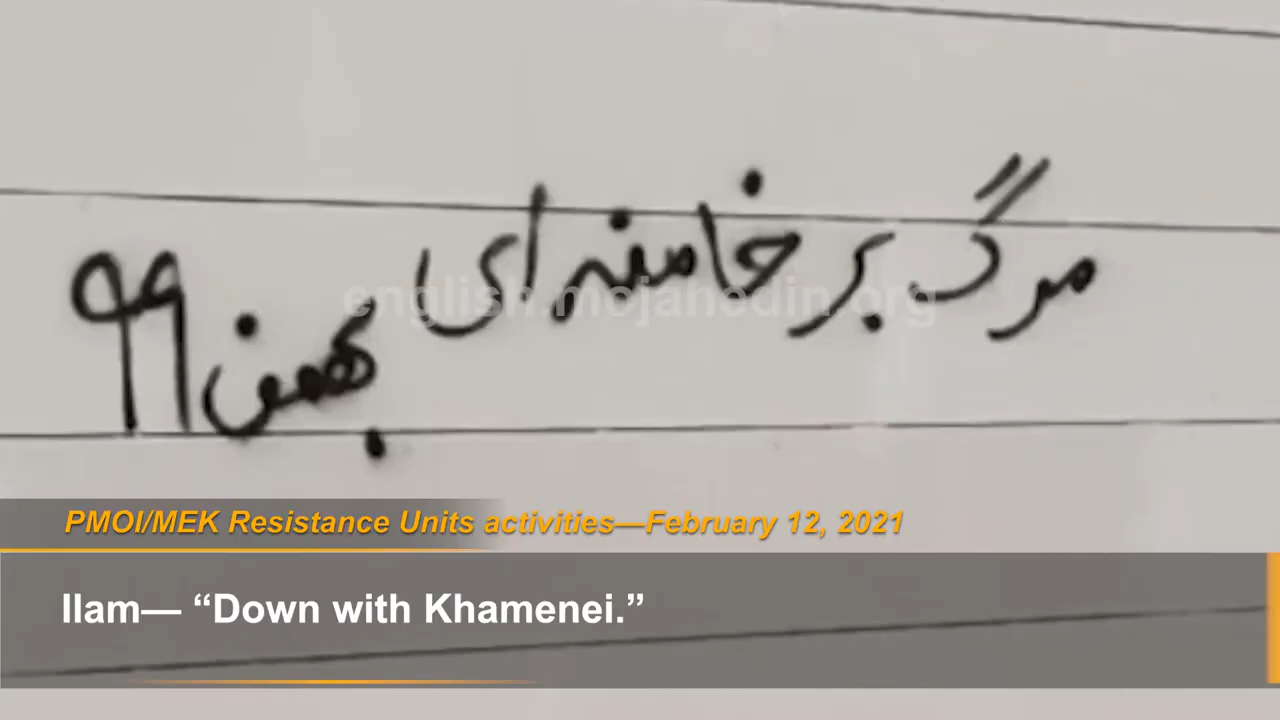 مرگ بر خامنه ای
بهمن ۹۹
english.mojahedin.org
PMOI/MEK Resistance Units activities—February 12, 2021
Ilam— “Down with Khamenei.”